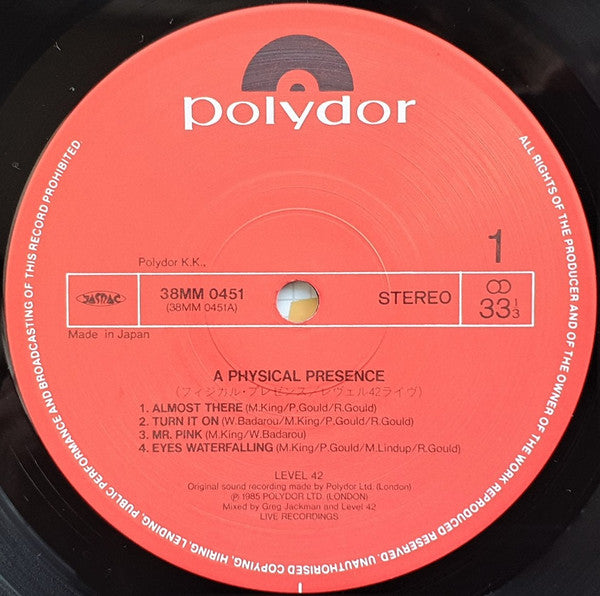 polydor
1
Polydor K.K.,
JASRAC
38MM 0451
(38MM 0451A)
STEREO
33 1/3
Made in Japan
A PHYSICAL PRESENCE
(フィジカル・プレゼンス/レヴェル42ライヴ)
1. ALMOST THERE (M.King/P.Gould/R.Gould)
2. TURN IT ON (W.Badarou/M.King/P.Gould/R.Gould)
3. MR. PINK (M.King/W.Badarou)
4. EYES WATERFALLING (M.King/P.Gould/M.Lindup/R.Gould)
LEVEL 42
Original sound recording made by Polydor Ltd. (London)
℗ 1985 POLYDOR LTD. (LONDON)
Mixed by Greg Jackman and Level 42
LIVE RECORDINGS
ALL RIGHTS OF THE PRODUCER AND OF THE OWNER OF THE WORK REPRODUCED RESERVED. UNAUTHORISED COPYING, HIRING, LENDING, PUBLIC PERFORMANCE AND BROADCASTING OF THIS RECORD PROHIBITED.